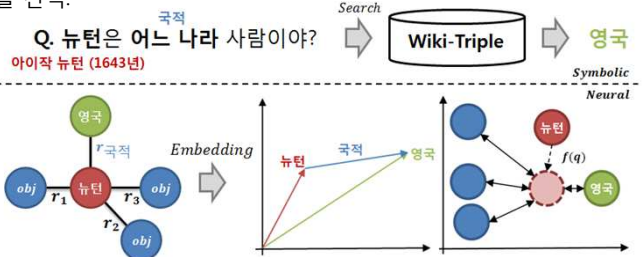 국적
Search
Q. 뉴턴은 어느 나라 사람이야?
Wiki-Triple
영국
아이작 뉴턴 (1643년)
Symbolic
Neural
영국
r국적
Embedding
obj
r1
뉴턴
r3
obj
r2
obj
뉴턴
국적
영국
뉴턴
f(q)
영국